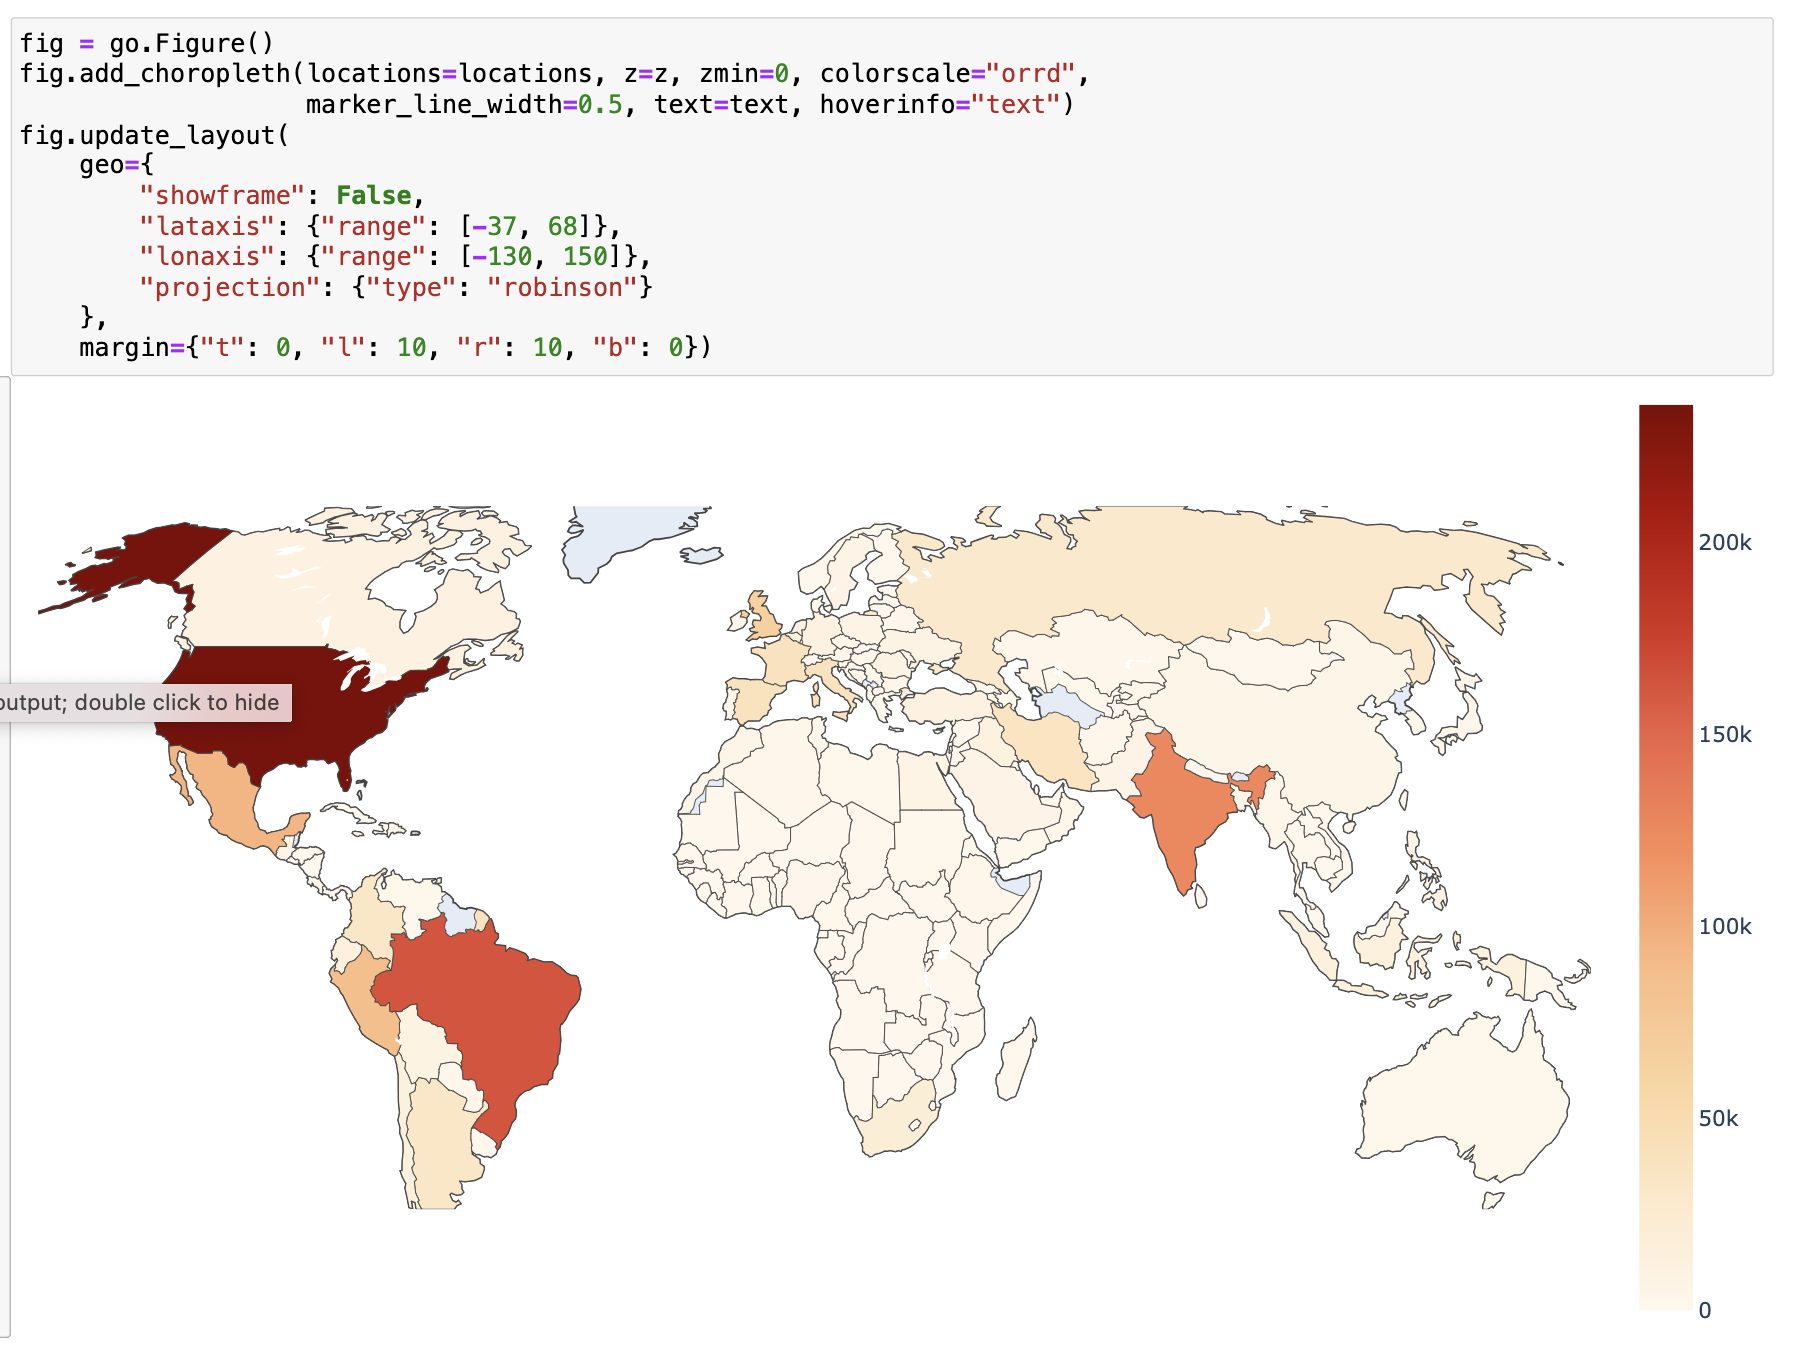 fig = go.Figure()
fig.add_choropleth(locations=locations, z=z, zmin=0, colorscale="orrd",
                   marker_line_width=0.5, text=text, hoverinfo="text")
fig.update_layout(
    geo={
        "showframe": False,
        "lataxis": {"range": [-37, 68]},
        "lonaxis": {"range": [-130, 150]},
        "projection": {"type": "robinson"}
    },
    margin={"t": 0, "l": 10, "r": 10, "b": 0})
200k
output; double click to hide
150k
100k
50k
0